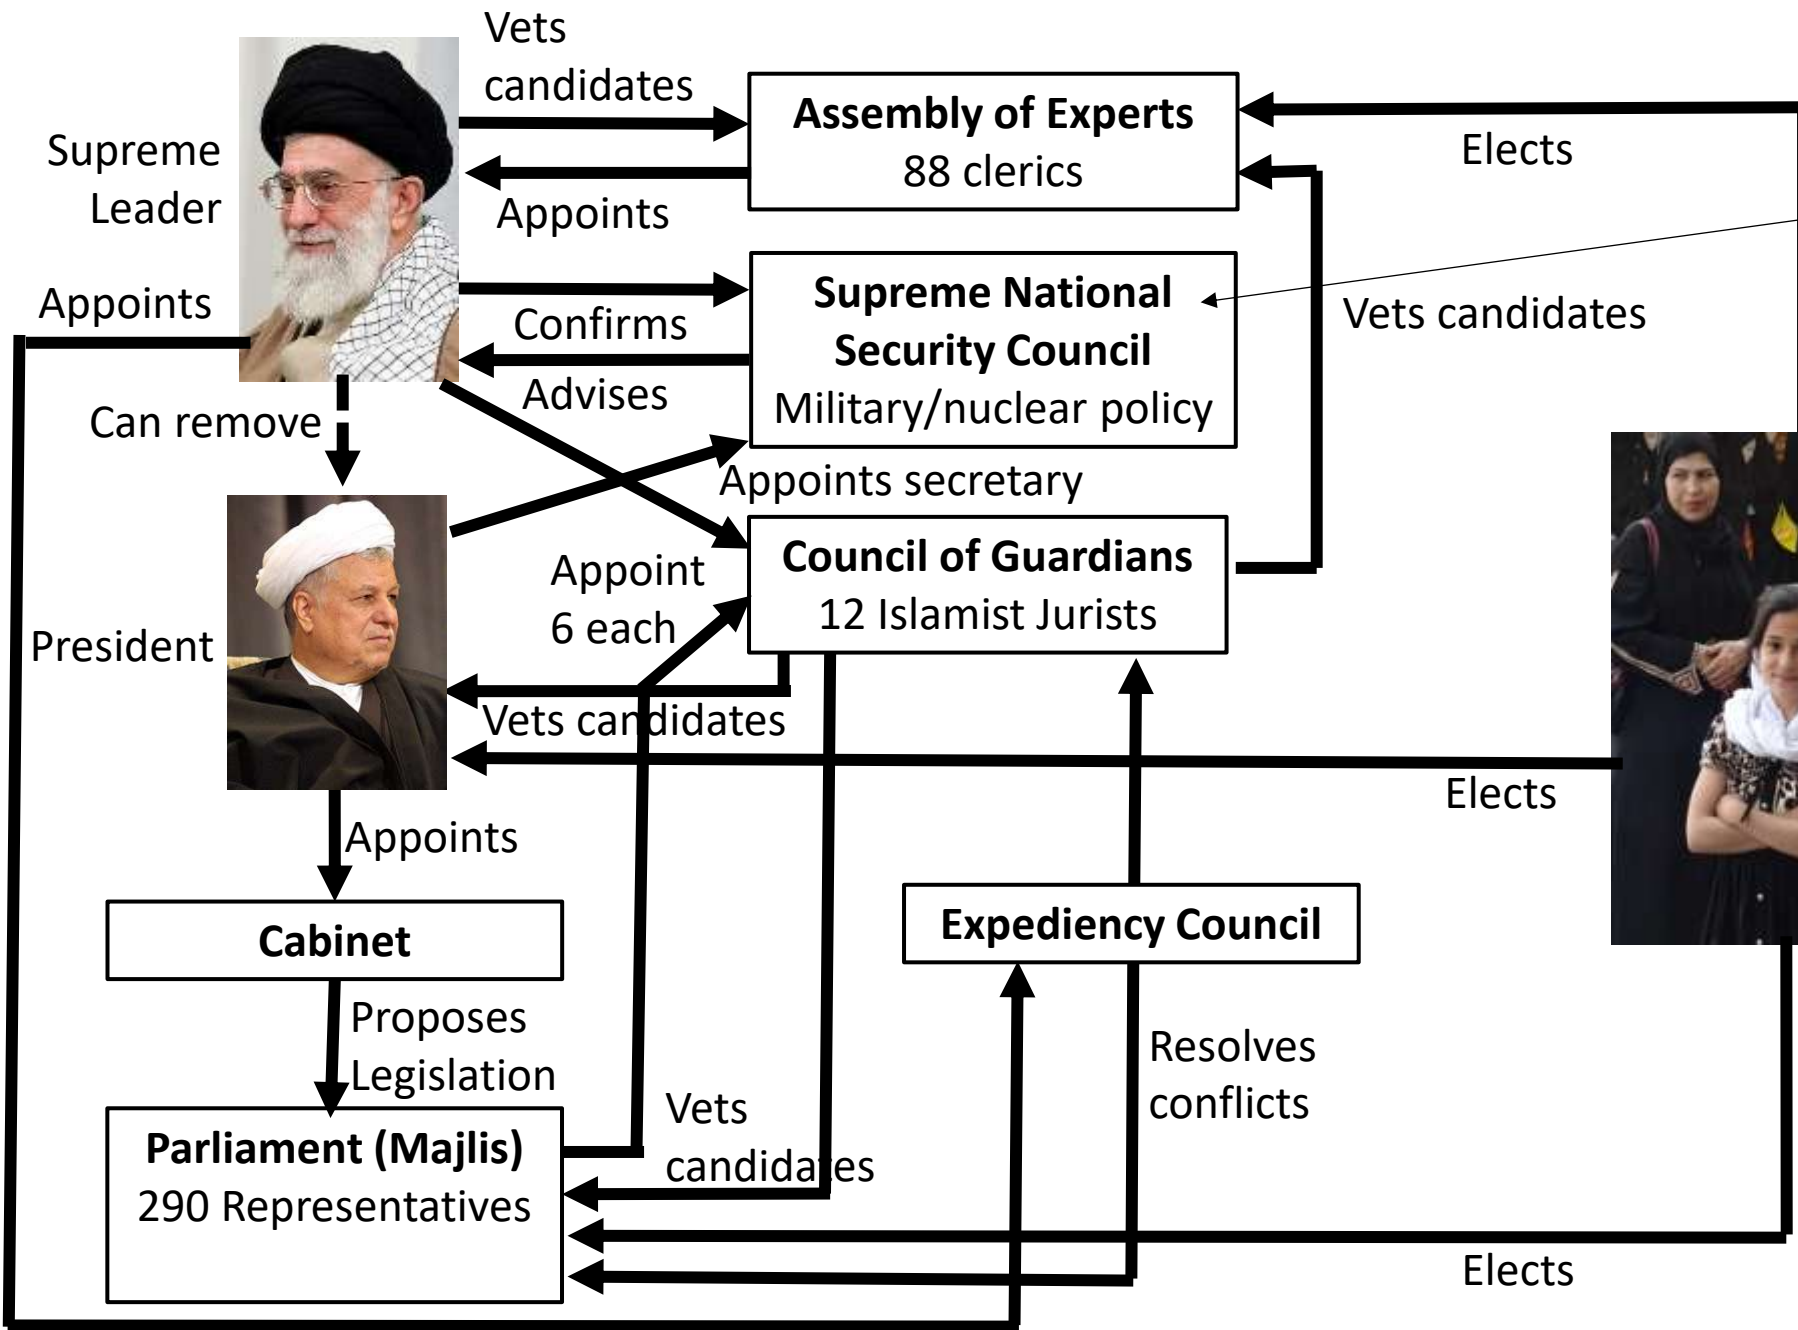 Vets
candidates
Supreme
Leader
Assembly of Experts
88 clerics
Elects
Appoints
Appoints
Supreme National
Security Council
Military/nuclear policy
Confirms
Advises
Vets candidates
Can remove
Appoints secretary
Council of Guardians
12 Islamist Jurists
Appoint
6 each
President
Vets candidates
Elects
Appoints
Cabinet
Expediency Council
Proposes
Legislation
Resolves
conflicts
Vets
candidates
Parliament (Majlis)
290 Representatives
Elects